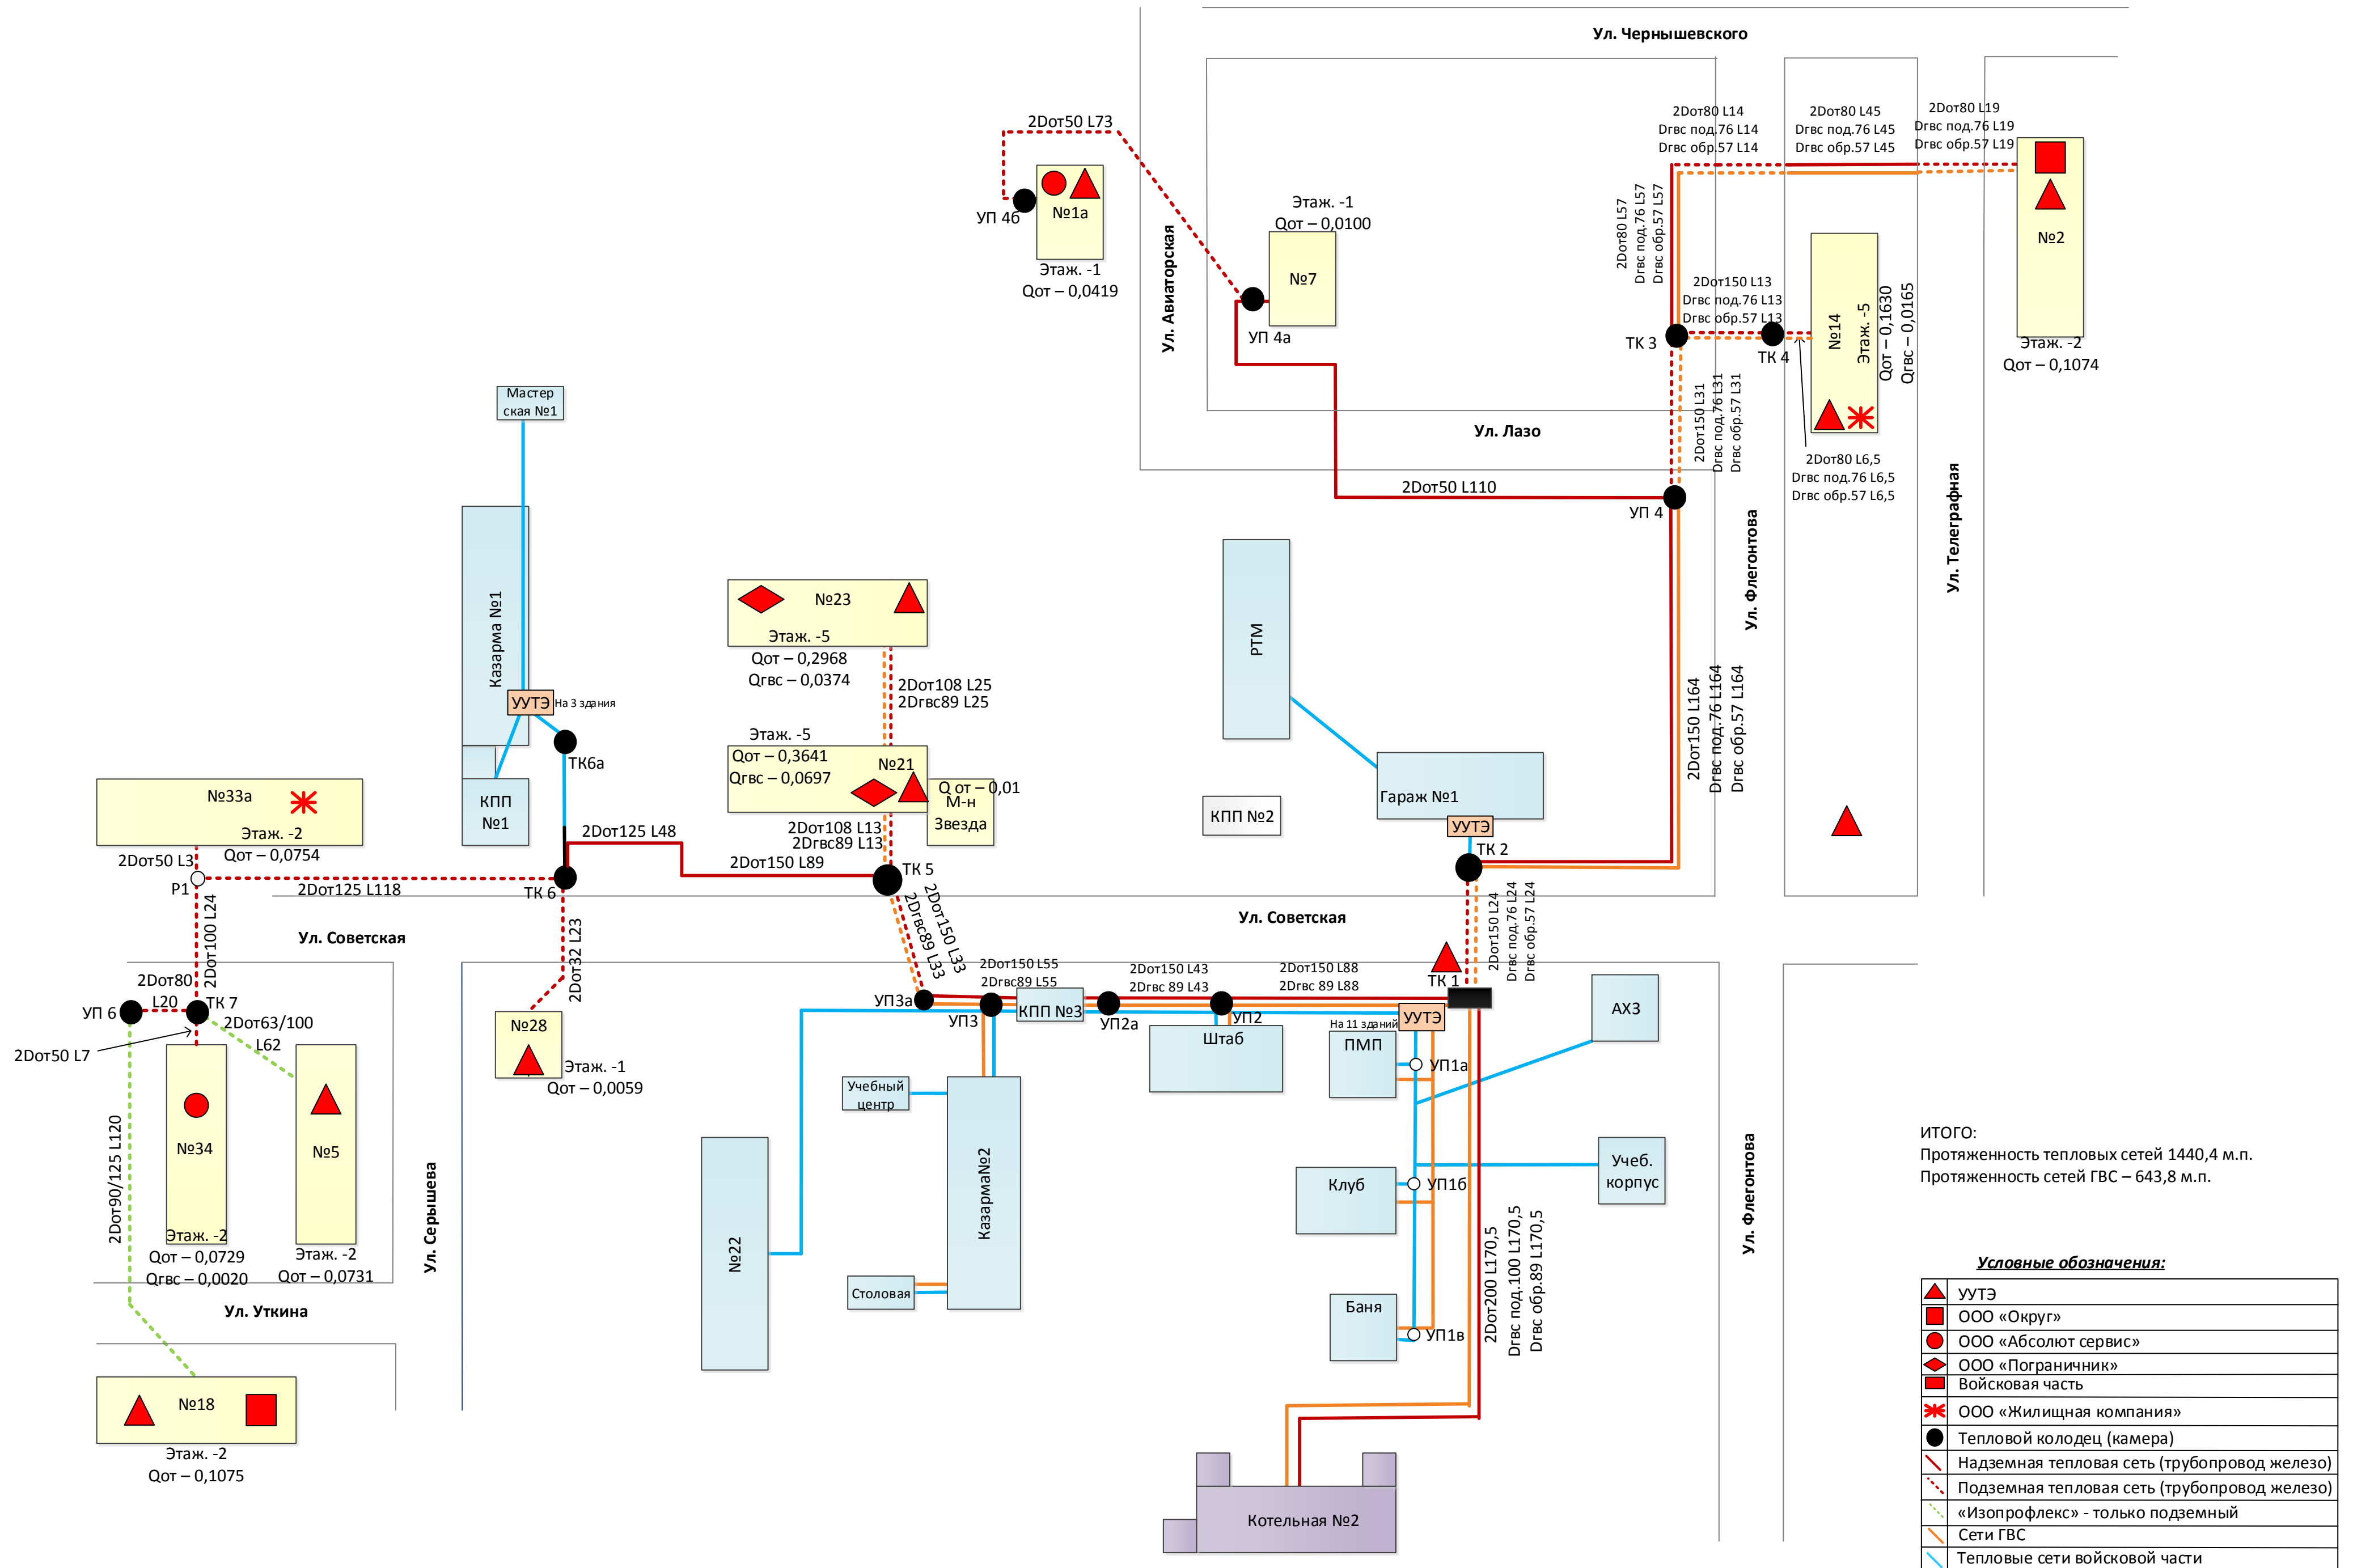 Ул. Чернышевского
2Dот50 L73
УП 4б
№1а
Этаж. -1
Qот – 0,0419
Ул. Авиаторская
Этаж. -1
Qот – 0,0100
№7
УП 4а
2Dот80 L14
Dгвс под.76 L14
Dгвс обр.57 L14
2Dот80 L45
Dгвс под.76 L45
Dгвс обр.57 L45
2Dот80 L19
Dгвс под.76 L19
Dгвс обр.57 L19
№2
Этаж. -2
Qот – 0,1074
2Dот80 L57
Dгвс под.76 L57
Dгвс обр.57 L57
2Dот150 L13
Dгвс под.76 L13
Dгвс обр.57 L13
ТК 3
ТК 4
№14
Этаж. -5
Qот – 0,1630
Qгвс – 0,0165
2Dот150 L31
Dгвс под.76 L31
Dгвс обр.57 L31
2Dот80 L6,5
Dгвс под.76 L6,5
Dгвс обр.57 L6,5
Ул. Лазо
2Dот50 L110
УП 4
Ул. Флегонтова
Ул. Телеграфная
Мастер
ская №1
Казарма №1
УУТЭ
На 3 здания
ТК6а
КПП
№1
№23
Этаж. -5
Qот – 0,2968
Qгвс – 0,0374
2Dот108 L25
2Dгвс89 L25
Этаж. -5
Qот – 0,3641
Qгвс – 0,0697
№21
Q от – 0,01
М-н
Звезда
2Dот108 L13
2Dгвс89 L13
РТМ
Гараж №1
КПП №2
УУТЭ
ТК 2
2Dот150 L164
Dгвс под.76 L164
Dгвс обр.57 L164
№33а
Этаж. -2
Qот – 0,0754
2Dот50 L3
Р1
2Dот125 L118
ТК 6
2Dот125 L48
2Dот150 L89
ТК 5
2Dот150 L33
2Dгвс89 L33
2Dот150 L24
Dгвс под.76 L24
Dгвс обр.57 L24
Ул. Советская
Ул. Советская
2Dот100 L24
2Dот32 L23
2Dот80
L20
УП 6
ТК 7
2Dот63/100
L62
2Dот50 L7
2Dот90/125 L120
№34
Этаж. -2
Qот – 0,0729
Qгвс – 0,0020
№5
Этаж. -2
Qот – 0,0731
Ул. Серышева
Ул. Уткина
№18
Этаж. -2
Qот – 0,1075
№28
Этаж. -1
Qот – 0,0059
УП3а
УП3
2Dот150 L55
2Dгвс89 L55
КПП №3
УП2а
2Dот150 L43
2Dгвс 89 L43
УП2
2Dот150 L88
2Dгвс 89 L88
ТК 1
Штаб
На 11 зданий
УУТЭ
ПМП
УП1а
АХЗ
Учебный
центр
Казарма№2
№22
Столовая
Клуб
УП1б
Учеб.
корпус
Баня
УП1в
2Dот200 L170,5
Dгвс под.100 L170,5
Dгвс обр.89 L170,5
Ул. Флегонтова
Котельная №2
ИТОГО:
Протяженность тепловых сетей 1440,4 м.п.
Протяженность сетей ГВС – 643,8 м.п.
Условные обозначения:
УУТЭ
ООО «Округ»
ООО «Абсолют сервис»
ООО «Пограничник»
Войсковая часть
ООО «Жилищная компания»
Тепловой колодец (камера)
Надземная тепловая сеть (трубопровод железо)
Подземная тепловая сеть (трубопровод железо)
«Изопрофлекс» - только подземный
Сети ГВС
Тепловые сети войсковой части